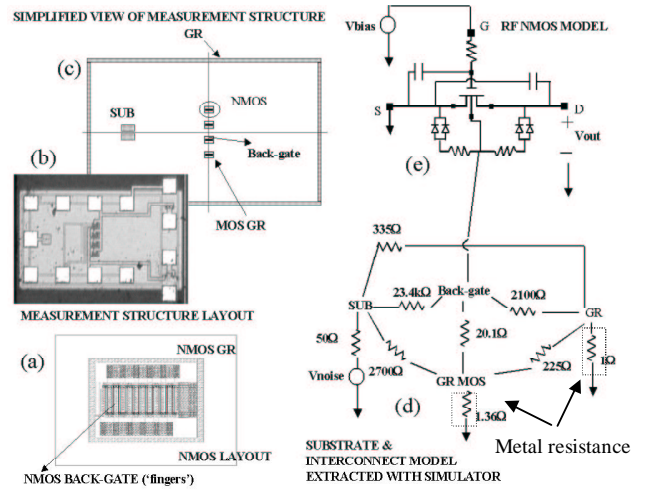 SIMPLIFIED VIEW OF MEASUREMENT STRUCTURE
GR
(c)
SUB
NMOS
Back-gate
MOS GR
(b)
MEASUREMENT STRUCTURE LAYOUT
(a)
NMOS GR
NMOS LAYOUT
NMOS BACK-GATE (‘fingers’)
Vbias
G
RF NMOS MODEL
S
D
+
Vout
–
(e)
335Ω
23.4kΩ
Back-gate
2100Ω
SUB
GR
50Ω
20.1Ω
1Ω
Vnoise
2700Ω
225Ω
GR MOS
(d)
1.36Ω
Metal resistance
SUBSTRATE &
INTERCONNECT MODEL
EXTRACTED WITH SIMULATOR